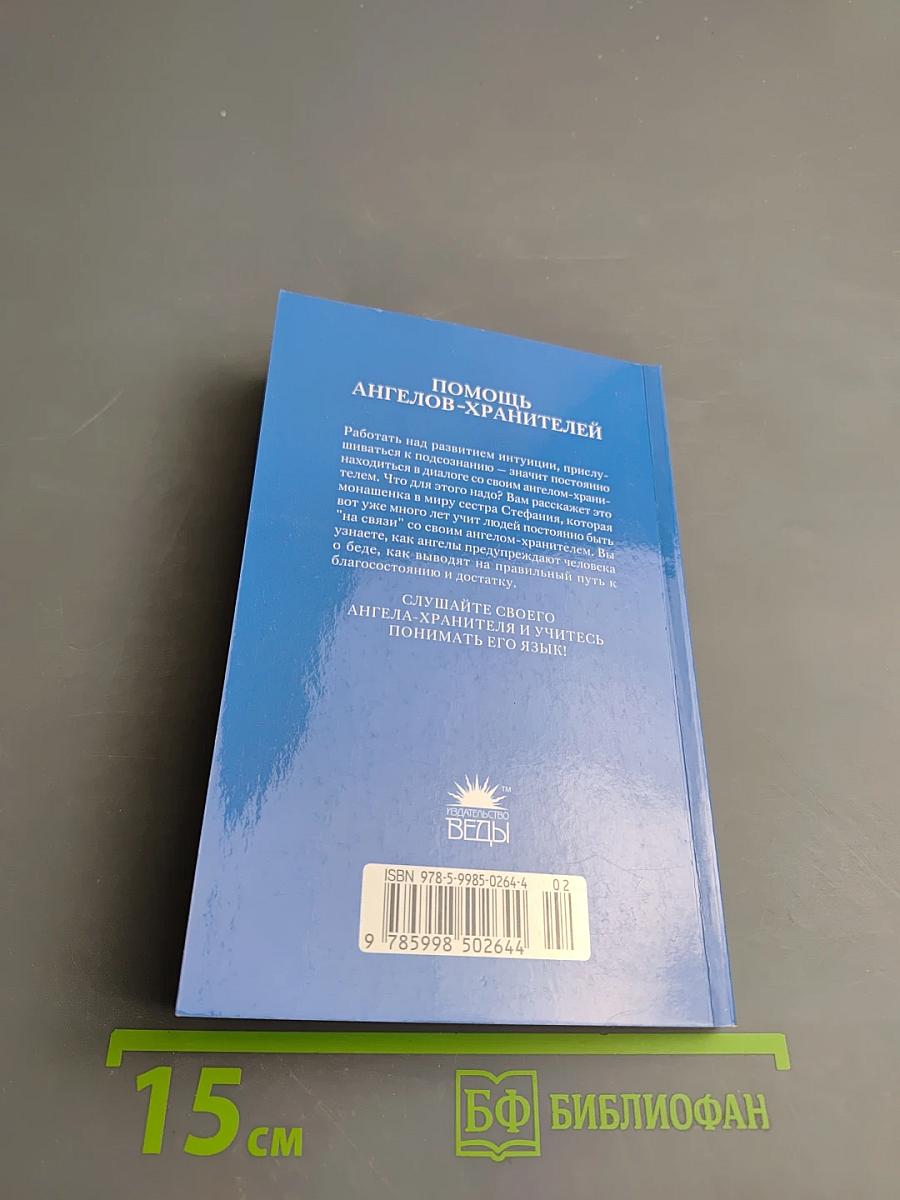 ПОМОЩЬ
АНГЕЛОВ-ХРАНИТЕЛЕЙ
Работать над развитием интуиции, прислу-
шиваться к подсознанию — значит постоянно
находиться в диалоге со своим ангелом-храни-
телем. Что для этого надо? Вам расскажет это
монашенка в миру сестра Стефания, которая
вот уже много лет учит людей постоянно быть
"на связи" со своим ангелом-хранителем. Вы
узнаете, как ангелы предупреждают человека
о беде, как выводят на правильный путь к
благосостоянию и достатку.
СЛУШАЙТЕ СВОЕГО
АНГЕЛА-ХРАНИТЕЛЯ И УЧИТЕСЬ
ПОНИМАТЬ ЕГО ЯЗЫК!
TM
ИЗДАТЕЛЬСТВО
ВЕДЫ
ISBN 978-5-9985-0264-4 02
9 785998 502644
15 СМ
БФ БИБЛИОФАН